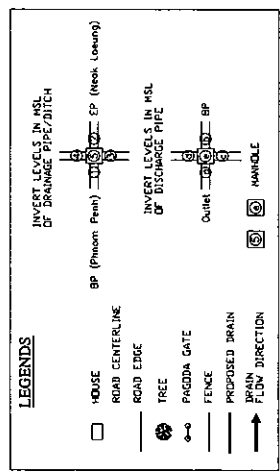 LEGENDS
HOUSE
ROAD CENTERLINE
ROAD EDGE
TREE
PAGODA GATE
FENCE
PROPOSED DRAIN
DRAIN
FLOW DIRECTION
INVERT LEVELS IN MSL
OF DRAINAGE PIPE/DITCH
BP (Phnom Penh)
EP (Neak Loeung)
INVERT LEVELS IN MSL
OF DISCHARGE PIPE
Outlet
BP
MANHOLE